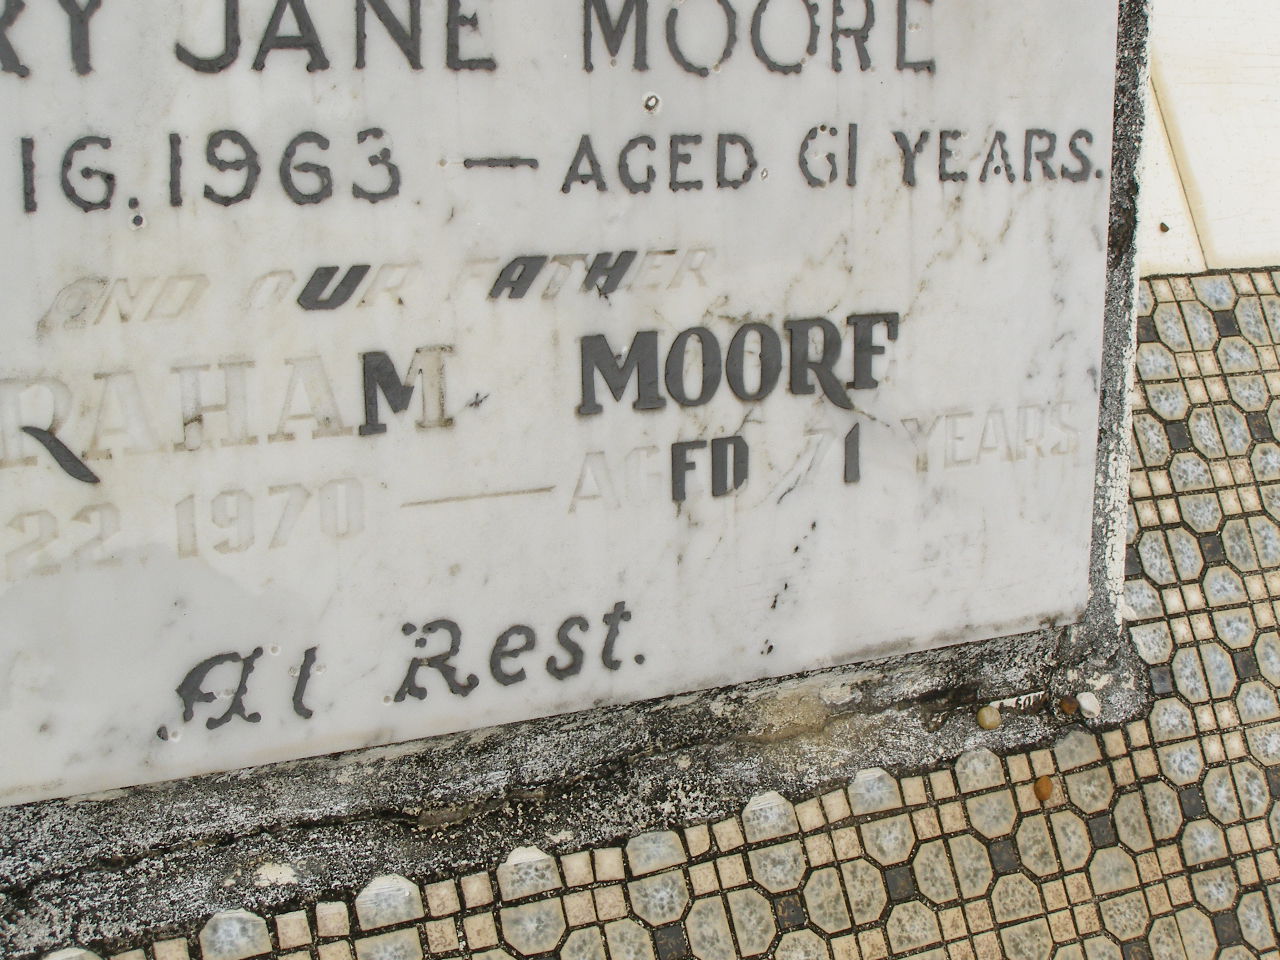 RY JANE MOORE
16, 1963 — AGED 61 YEARS.
AND OUR FATHER
RAHAM MOORE
22 1970 — AGED 71 YEARS
At Rest.